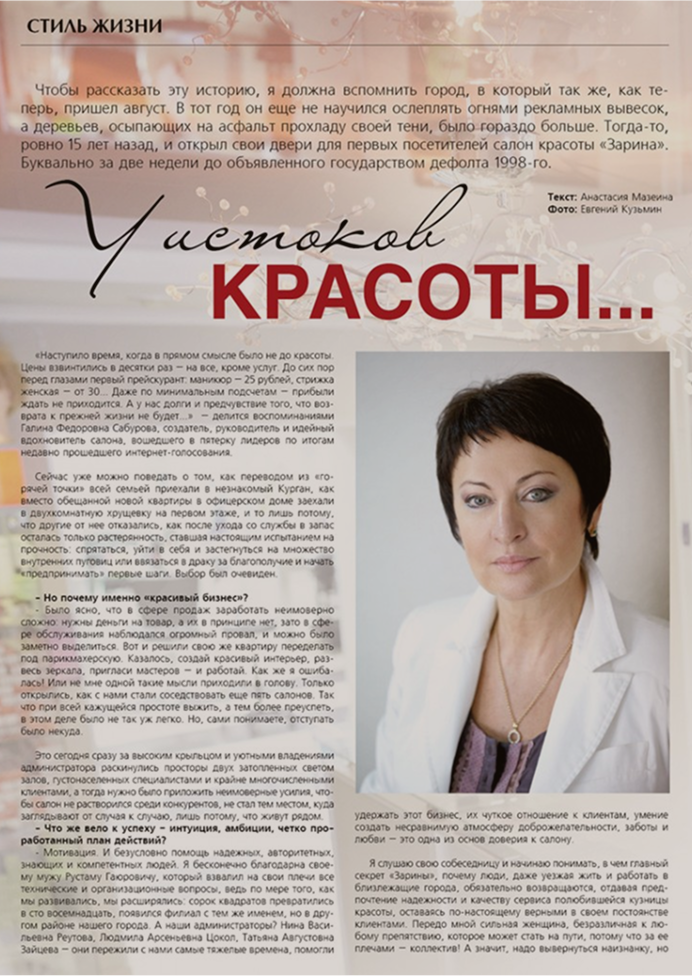 СТИЛЬ ЖИЗНИ
Чтобы рассказать эту историю, я должна вспомнить город, в который так же, как те-
перь, пришел август. В тот год он еще не научился ослеплять огнями рекламных вывесок,
а деревьев, осыпающих на асфальт прохладу своей тени, было гораздо больше. Тогда-то,
ровно 15 лет назад, и открыл свои двери для первых посетителей салон красоты «Зарина».
Буквально за две недели до объявленного государством дефолта 1998-го.
Текст: Анастасия Мазеина
Фото: Евгений Кузьмин
У истоков
КРАСОТЫ...
«Наступило время, когда в прямом смысле было не до красоты.
Цены взвинтились в десятки раз – на все, кроме услуг. До сих пор
перед глазами первый прейскурант: маникюр – 25 рублей, стрижка
женская – от 30... Даже по минимальным подсчетам – прибыли
ждать не приходится. А у нас долги и предчувствие того, что воз-
врата к прежней жизни не будет...» – делится воспоминаниями
Галина Федоровна Сабурова, создатель, руководитель и идейный
вдохновитель салона, вошедшего в пятерку лидеров по итогам
недавно прошедшего интернет-голосования.
Сейчас уже можно поведать о том, как переводом из «го-
рячей точки» всей семьей приехали в незнакомый Курган, как
вместо обещанной новой квартиры в офицерском доме заехали
в двухкомнатную хрущевку на первом этаже, и то лишь потому,
что другие от нее отказались, как после ухода со службы в запас
осталась только растерянность, ставшая настоящим испытанием на
прочность: спрятаться, уйти в себя и застегнуться на множество
внутренних пуговиц или ввязаться в драку за благополучие и начать
«предпринимать» первые шаги. Выбор был очевиден.
– Но почему именно «красивый бизнес»?
- Было ясно, что в сфере продаж заработать неимоверно
сложно: нужны деньги на товар, а их в принципе нет, зато в сфе-
ре обслуживания наблюдался огромный провал, и можно было
заметно выделиться. Вот и решили свою же квартиру переделать
под парикмахерскую. Казалось, создай красивый интерьер, раз-
весь зеркала, пригласи мастеров – и работай. Как же я ошиба-
лась! Или не мне одной такие мысли приходили в голову. Только
открылись, как с нами стали соседствовать еще пять салонов. Так
что при всей кажущейся простоте выжить, а тем более преуспеть,
в этом деле было не так уж легко. Но, сами понимаете, отступать
было некуда.
Это сегодня сразу за высоким крыльцом и уютными владениями
администратора раскинулись просторы двух затопленных светом
залов, густонаселенных специалистами и крайне многочисленными
клиентами, а тогда нужно было приложить неимоверные усилия, что-
бы салон не растворился среди конкурентов, не стал тем местом, куда
заглядывают от случая к случаю, лишь потому, что живут рядом.
- Что же вело к успеху – интуиция, амбиции, четко про-
работанный план действий?
- Мотивация. И безусловно помощь надежных, авторитетных,
знающих и компетентных людей. Я бесконечно благодарна свое-
му мужу Рустаму Гаюровичу, который взвалил на свои плечи все
технические и организационные вопросы, ведь по мере того, как
мы развивались, мы расширялись: сорок квадратов превратились
в сто восемнадцать, появился филиал с тем же именем, но в дру-
гом районе нашего города. А наши администраторы? Нина Васи-
льевна Реутова, Людмила Арсеньевна Цокол, Татьяна Августовна
Зайцева – они пережили с нами самые тяжелые времена, помогли
удержать этот бизнес, их чуткое отношение к клиентам, умение
создать несравнимую атмосферу доброжелательности, заботы и
любви – это одна из основ доверия к салону.
Я слушаю свою собеседницу и начинаю понимать, в чем главный
секрет «Зарины», почему люди, даже уезжая жить и работать в
близлежащие города, обязательно возвращаются, отдавая пред-
почтение надежности и качеству сервиса полюбившейся кузницы
красоты, оставаясь по-настоящему верными в своем постоянстве
клиентами. Передо мной сильная женщина, безразличная к лю-
бому препятствию, которое может стать на пути, потому что за ее
плечами – коллектив! А значит, надо вывернуться наизнанку, но